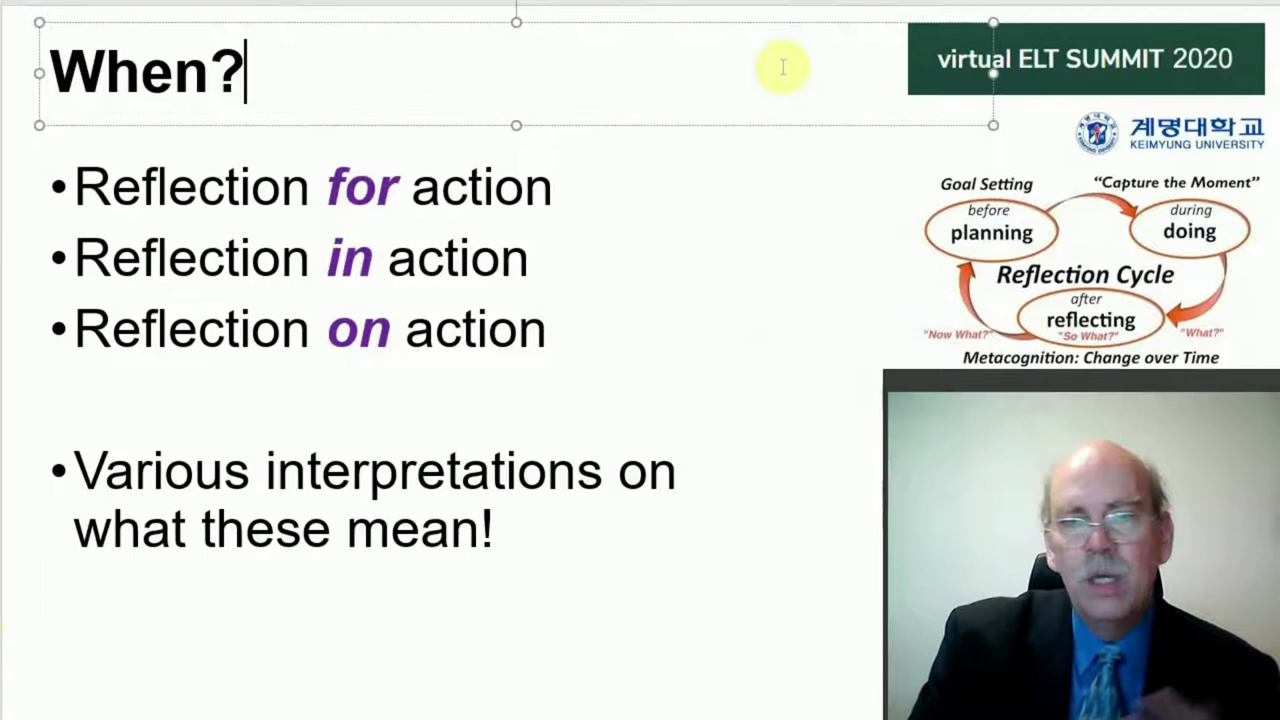 When?
virtual ELT SUMMIT 2020
계명대학교
KEIMYUNG UNIVERSITY
•Reflection for action
•Reflection in action
•Reflection on action
•Various interpretations on
what these mean!
Goal Setting
“Capture the Moment”
before
planning
during
doing
Reflection Cycle
after
reflecting
"Now What?"
"So What?"
"What?"
Metacognition: Change over Time